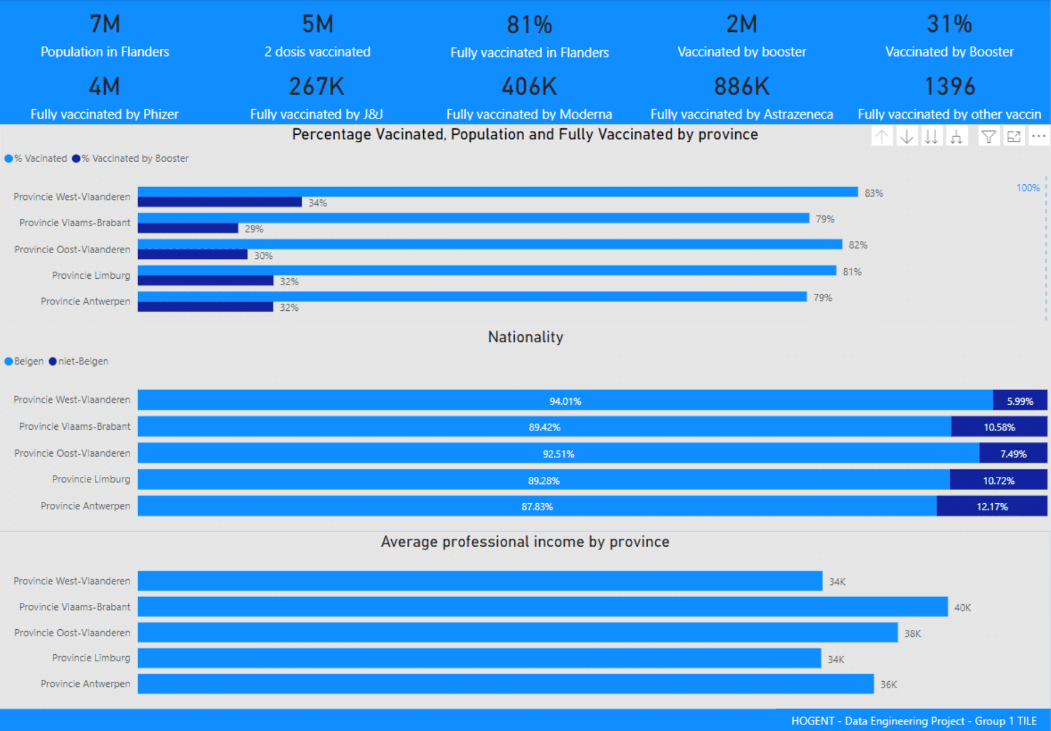 7M 5M 81% 2M 31%
Population in Flanders 2 dosis vaccinated Fully vaccinated in Flanders Vaccinated by booster Vaccinated by Booster
4M 267K 406K 886K 1396
Fully vaccinated by Phizer Fully vaccinated by J&J Fully vaccinated by Moderna Fully vaccinated by Astrazeneca Fully vaccinated by other vaccin
Percentage Vacinated, Population and Fully Vaccinated by province
% Vacinated % Vaccinated by Booster
100%
Provincie West-Vlaanderen 83%
34%
Provincie Vlaams-Brabant 79%
29%
Provincie Oost-Vlaanderen 82%
30%
Provincie Limburg 81%
32%
Provincie Antwerpen 79%
32%
Nationality
Belgen niet-Belgen
Provincie West-Vlaanderen 94.01% 5.99%
Provincie Vlaams-Brabant 89.42% 10.58%
Provincie Oost-Vlaanderen 92.51% 7.49%
Provincie Limburg 89.28% 10.72%
Provincie Antwerpen 87.83% 12.17%
Average professional income by province
Provincie West-Vlaanderen 34K
Provincie Vlaams-Brabant 40K
Provincie Oost-Vlaanderen 38K
Provincie Limburg 34K
Provincie Antwerpen 36K
HOGENT - Data Engineering Project - Group 1 TILE